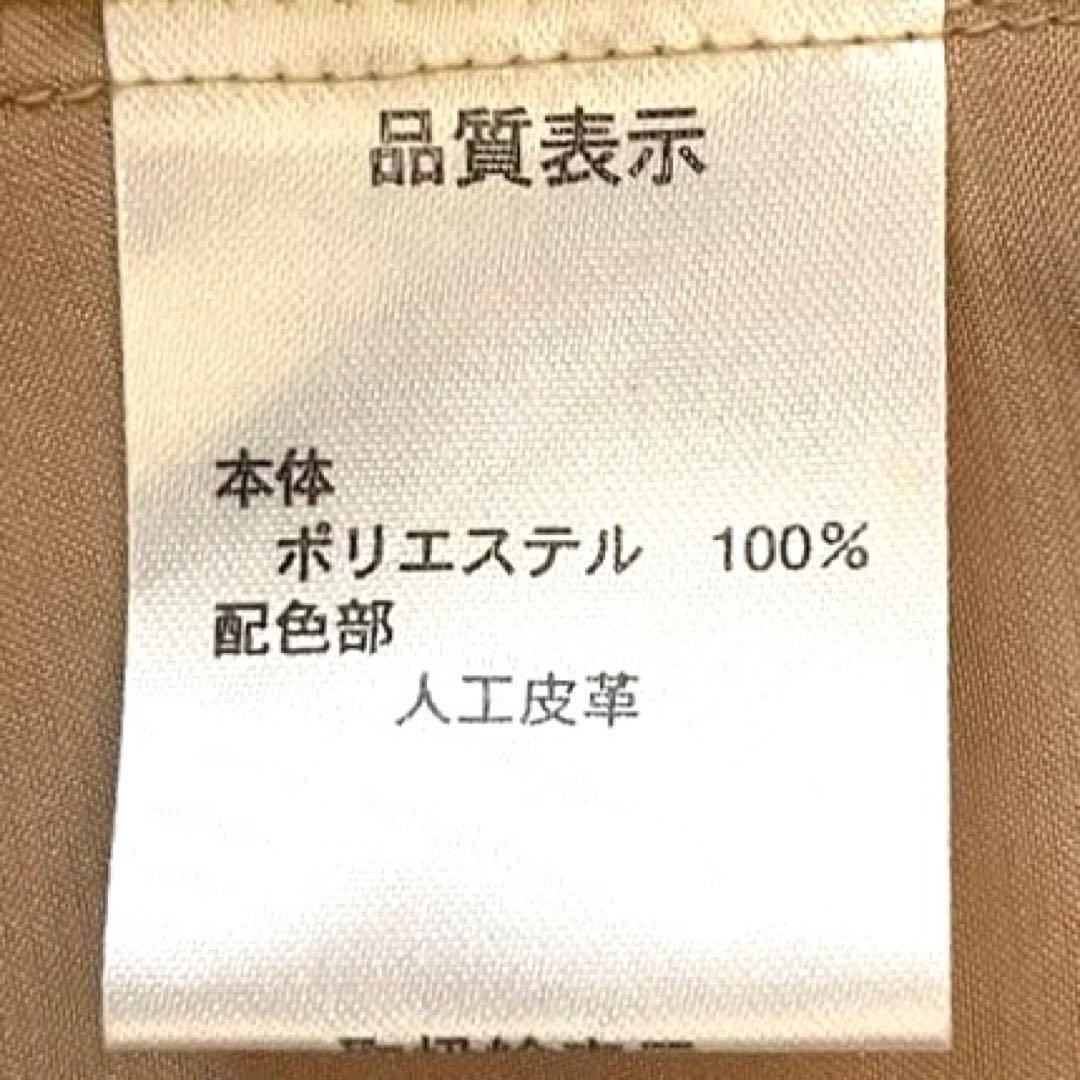 品質表示
本体
ポリエステル 100%
配色部
人工皮革